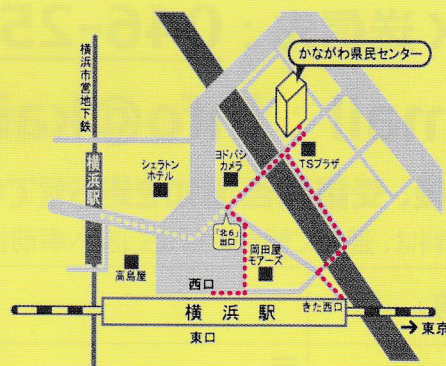 かながわ県民センター
横浜市営地下鉄
横浜駅
シェラトン
ホテル
ヨドバシ
カメラ
TSプラザ
「北6」
出口
岡田屋
モアーズ
高島屋
西口
横浜駅
きた西口
東口
→東京